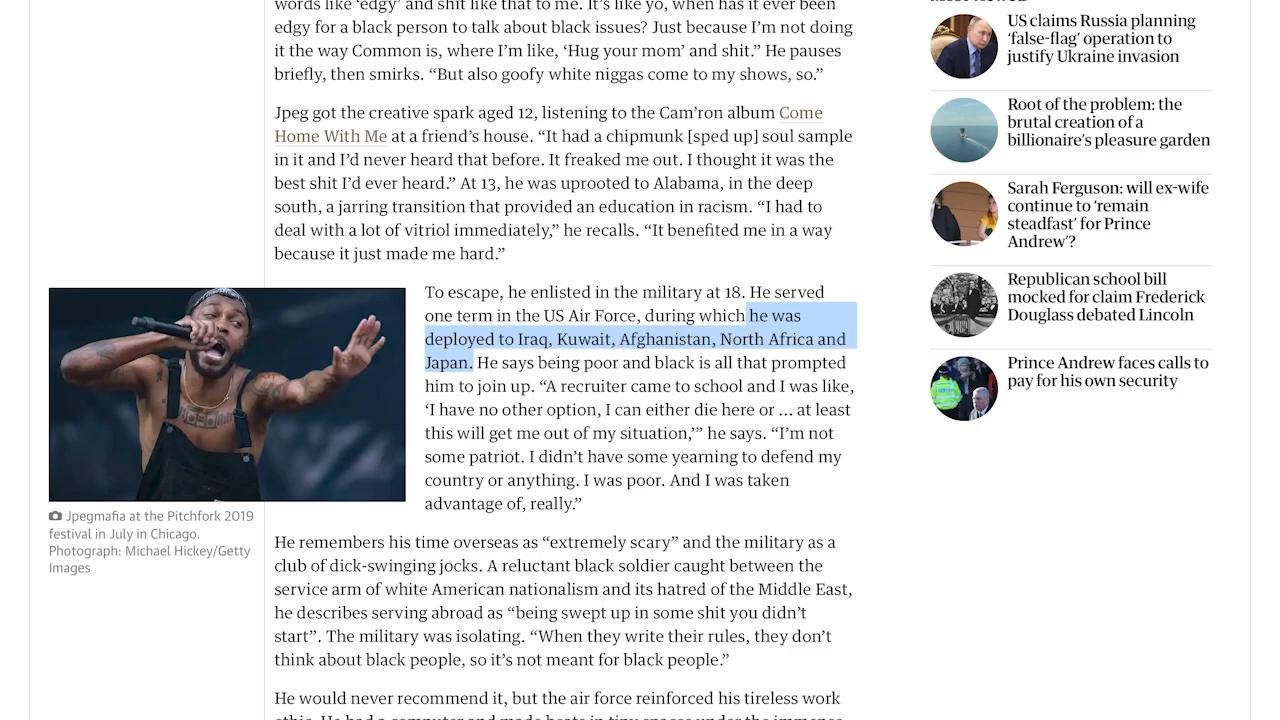 words like ‘edgy’ and shit like that to me. It’s like yo, when has it ever been
edgy for a black person to talk about black issues? Just because I’m not doing
it the way Common is, where I’m like, ‘Hug your mom’ and shit.” He pauses
briefly, then smirks. “But also goofy white niggas come to my shows, so.”
Jpeg got the creative spark aged 12, listening to the Cam’ron album Come
Home With Me at a friend’s house. “It had a chipmunk [sped up] soul sample
in it and I’d never heard that before. It freaked me out. I thought it was the
best shit I’d ever heard.” At 13, he was uprooted to Alabama, in the deep
south, a jarring transition that provided an education in racism. “I had to
deal with a lot of vitriol immediately,” he recalls. “It benefited me in a way
because it just made me hard.”
To escape, he enlisted in the military at 18. He served
one term in the US Air Force, during which he was
deployed to Iraq, Kuwait, Afghanistan, North Africa and
Japan. He says being poor and black is all that prompted
him to join up. “A recruiter came to school and I was like,
‘I have no other option, I can either die here or … at least
this will get me out of my situation,’” he says. “I’m not
some patriot. I didn’t have some yearning to defend my
country or anything. I was poor. And I was taken
advantage of, really.”
Jpegmafia at the Pitchfork 2019
festival in July in Chicago.
Photograph: Michael Hickey/Getty
Images
He remembers his time overseas as “extremely scary” and the military as a
club of dick-swinging jocks. A reluctant black soldier caught between the
service arm of white American nationalism and its hatred of the Middle East,
he describes serving abroad as “being swept up in some shit you didn’t
start”. The military was isolating. “When they write their rules, they don’t
think about black people, so it’s not meant for black people.”
He would never recommend it, but the air force reinforced his tireless work
ethic. He had a computer and made beats in tiny spaces under the immense
US claims Russia planning
‘false-flag’ operation to
justify Ukraine invasion
Root of the problem: the
brutal creation of a
billionaire’s pleasure garden
Sarah Ferguson: will ex-wife
continue to ‘remain
steadfast’ for Prince
Andrew’?
Republican school bill
mocked for claim Frederick
Douglass debated Lincoln
Prince Andrew faces calls to
pay for his own security